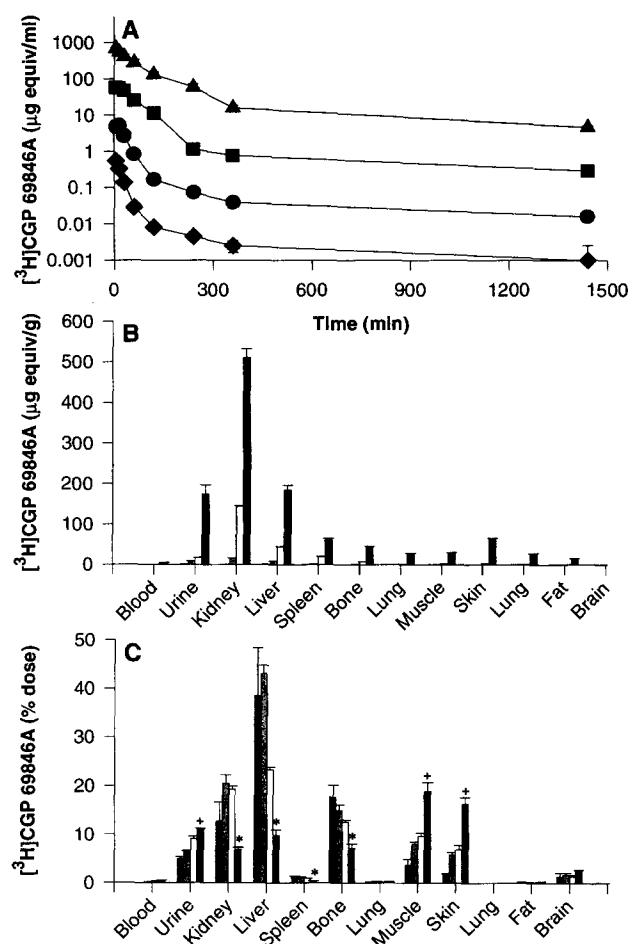 A
[³H]CGP 69846A (µg equiv/ml)
1000
100
10
1
0.1
0.01
0.001
0
300
600
900
1200
1500
Time (min)
B
[³H]CGP 69846A (µg equiv/g)
600
500
400
300
200
100
0
Blood
Urine
Kidney
Liver
Spleen
Bone
Lung
Muscle
Skin
Lung
Fat
Brain
C
[³H]CGP 69846A (% dose)
50
40
30
20
10
0
+
*
*
*
*
+
+
Blood
Urine
Kidney
Liver
Spleen
Bone
Lung
Muscle
Skin
Lung
Fat
Brain